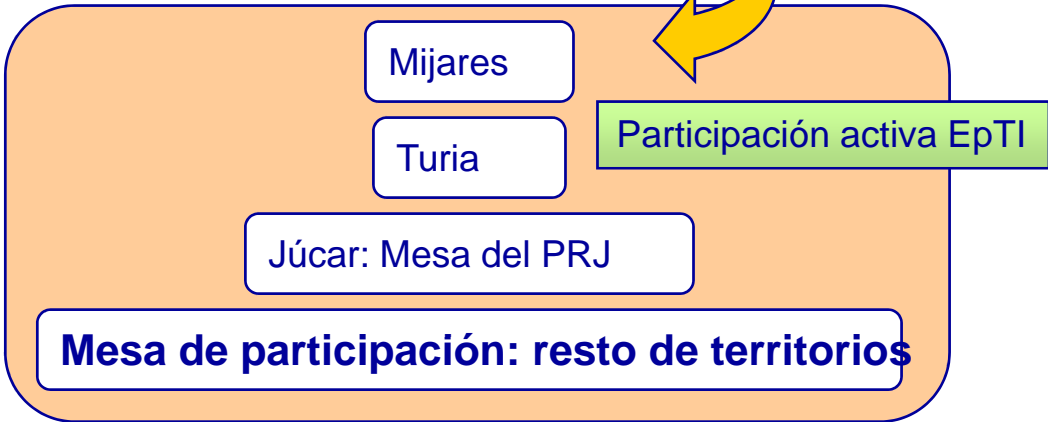 Mijares
Participación activa EpTI
Turia
Júcar: Mesa del PRJ
Mesa de participación: resto de territorios